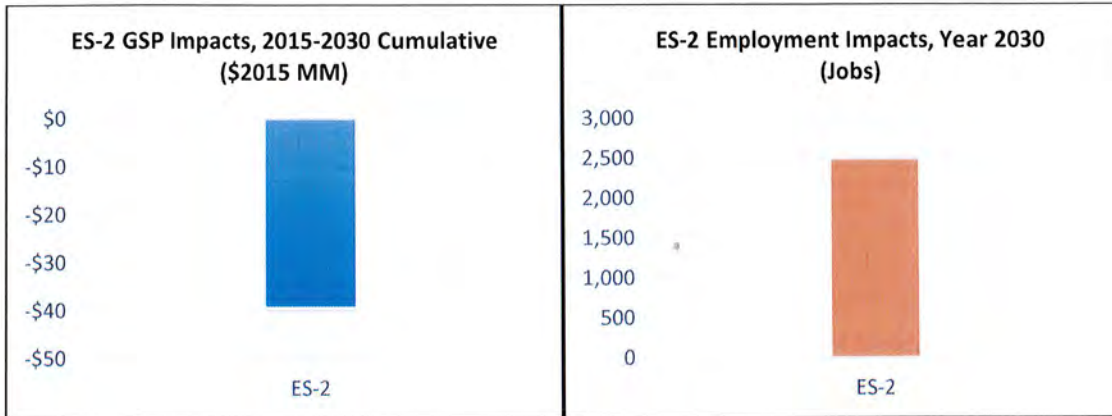 ES-2 GSP Impacts, 2015-2030 Cumulative
($2015 MM)
$0
-$10
-$20
-$30
-$40
-$50
ES-2
ES-2 Employment Impacts, Year 2030
(Jobs)
3,000
2,500
2,000
1,500
1,000
500
0
ES-2